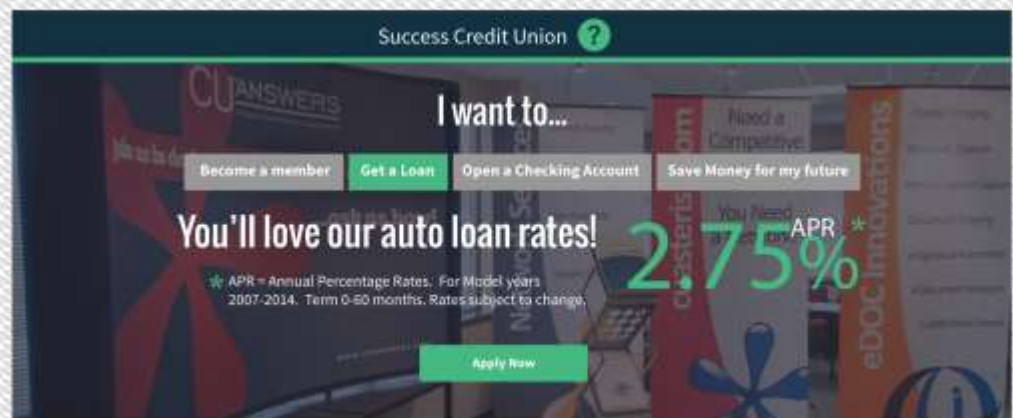 Success Credit Union ?
CU*ANSWERS
I want to...
Become a member
Get a Loan
Open a Checking Account
Save Money for my future
You'll love our auto loan rates!
2.75% APR *
* APR = Annual Percentage Rates. For Model years
2007-2014. Term 0-60 months. Rates subject to change.
Apply Now
Need a
Competitive
You Need
eDOC Innovations